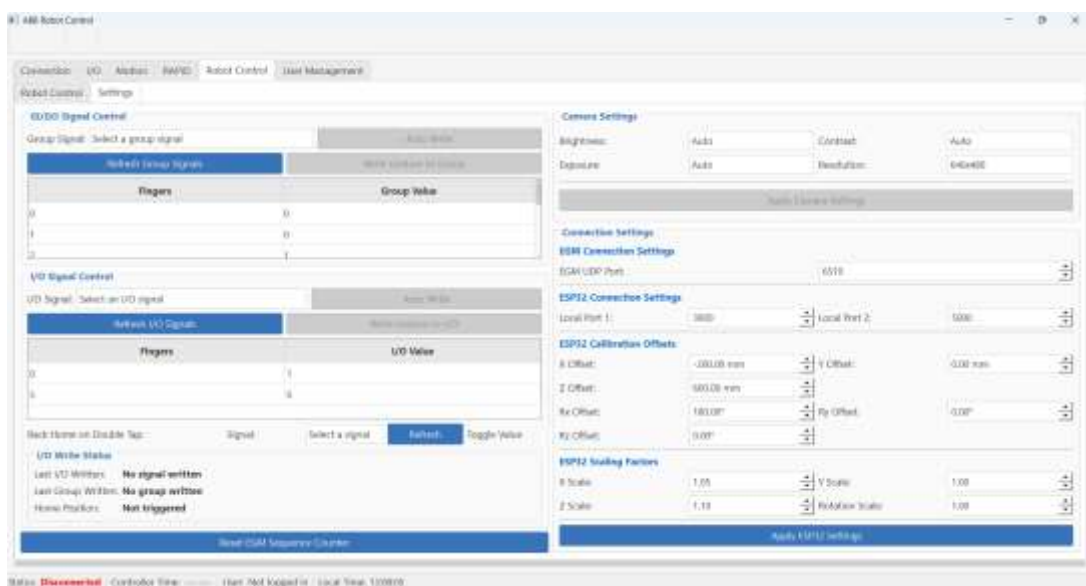 ABB Robot Control
Connection I/O Motion RAPID Robot Control User Management
Robot Control Settings
GI/DO Signal Control
Group Signal: Select a group signal
Refresh Group Signals
Fingers Group Value
0 0
1 0
2 1
I/O Signal Control
I/O Signal: Select an I/O signal
Refresh I/O Signals
Fingers I/O Value
0 1
Back Home on Double Tap: Signal: Select a signal Refresh Toggle Value
I/O Write Status
Last I/O Written: No signal written
Last Group Written: No group written
Home Position: Not triggered
Reset EGM Sequence Counter
Camera Settings
Brightness: Auto Contrast: Auto
Exposure: Auto Resolution: 640x480
Apply Camera Settings
Connection Settings
EGM Connection Settings
EGM UDP Port: 6510
ESP32 Connection Settings
Local Port 1: Local Port 2:
ESP32 Calibration Offsets
X Offset: Y Offset: 0.00 mm
Z Offset: 600.00 mm
Rx Offset: 180.00° Ry Offset: 0.00°
Rz Offset: 0.00°
ESP32 Scaling Factors
X Scale: 1.05 Y Scale: 1.00
Z Scale: 1.10 Rotation Scale: 1.00
Apply ESP32 Settings
Status: Disconnected Controller Time: User: Not logged in Local Time: